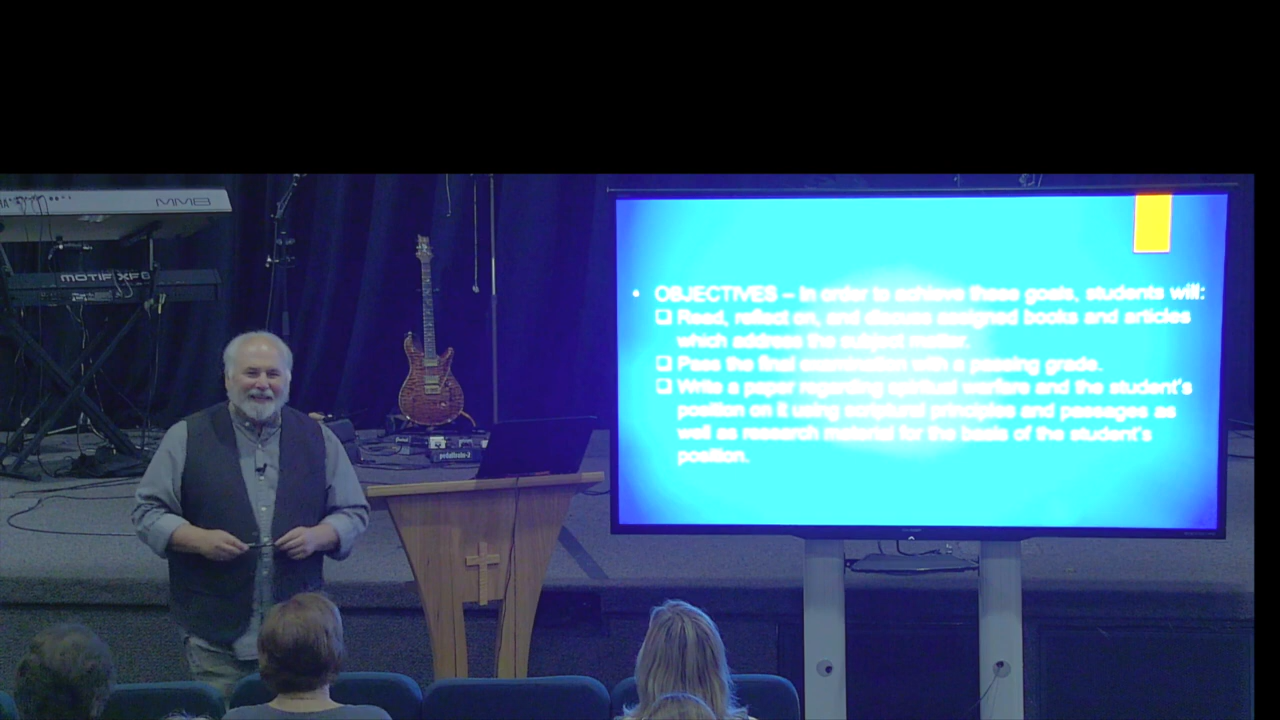 MM8
MOTIF XF8
OBJECTIVES – In order to achieve these goals, students will:
Read, reflect on, and discuss assigned books and articles
which address the subject matter.
Pass the final examination with a passing grade.
Write a paper regarding spiritual warfare and the student's
position on it using scriptural principles and passages as
well as research material for the basis of the student's
position.